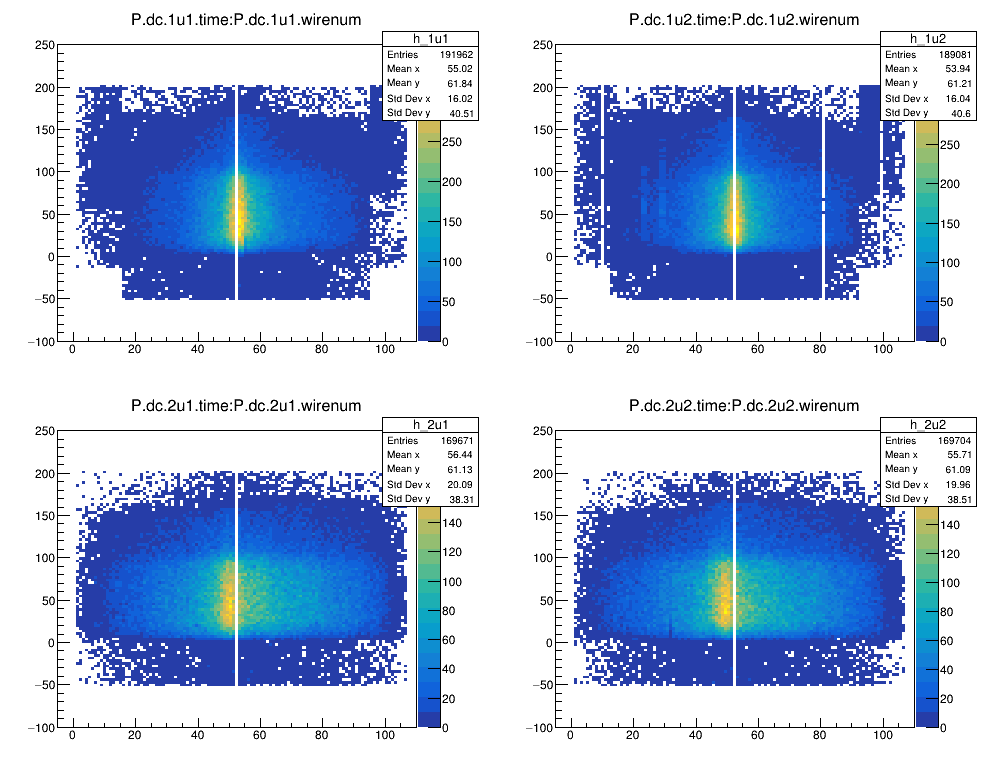 P.dc.1u1.time:P.dc.1u1.wirenum
h_1u1
Entries 191962
Mean x 55.02
Mean y 61.84
Std Dev x 16.02
Std Dev y 40.51
250
200
150
100
50
0
−50
−100
0 20 40 60 80 100
250
200
150
100
50
0
P.dc.1u2.time:P.dc.1u2.wirenum
h_1u2
Entries 189081
Mean x 53.94
Mean y 61.21
Std Dev x 16.04
Std Dev y 40.6
250
200
150
100
50
0
−50
−100
0 20 40 60 80 100
250
200
150
100
50
0
P.dc.2u1.time:P.dc.2u1.wirenum
h_2u1
Entries 169671
Mean x 56.44
Mean y 61.13
Std Dev x 20.09
Std Dev y 38.31
250
200
150
100
50
0
−50
−100
0 20 40 60 80 100
140
120
100
80
60
40
20
0
P.dc.2u2.time:P.dc.2u2.wirenum
h_2u2
Entries 169704
Mean x 55.71
Mean y 61.09
Std Dev x 19.96
Std Dev y 38.51
250
200
150
100
50
0
−50
−100
0 20 40 60 80 100
140
120
100
80
60
40
20
0